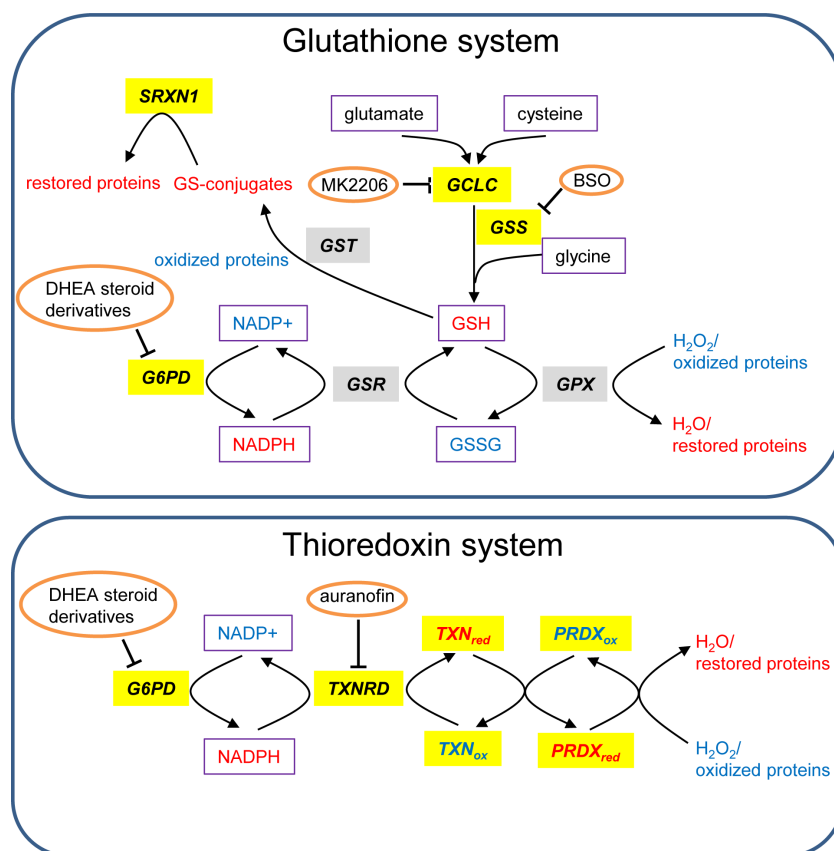 Glutathione system
SRXN1
glutamate
cysteine
restored proteins
GS-conjugates
MK2206
GCLC
BSO
GSS
GST
oxidized proteins
glycine
DHEA steroid
derivatives
NADP+
GSH
H₂O₂/
oxidized proteins
G6PD
GSR
GPX
NADPH
GSSG
H₂O/
restored proteins
Thioredoxin system
DHEA steroid
derivatives
auranofin
NADP+
TXNred
PRDXox
H₂O/
restored proteins
G6PD
TXNRD
NADPH
TXNox
PRDXred
H₂O₂/
oxidized proteins